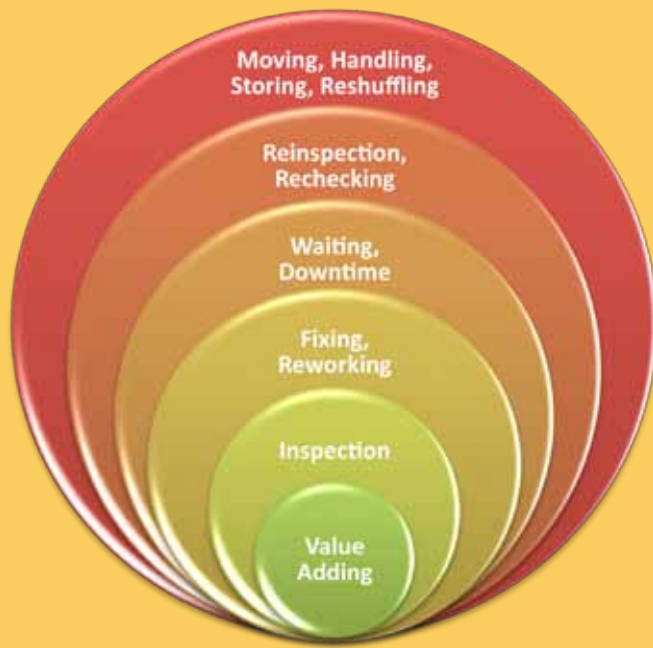 Moving, Handling,
Storing, Reshuffling
Reinspection,
Rechecking
Waiting,
Downtime
Fixing,
Reworking
Inspection
Value
Adding